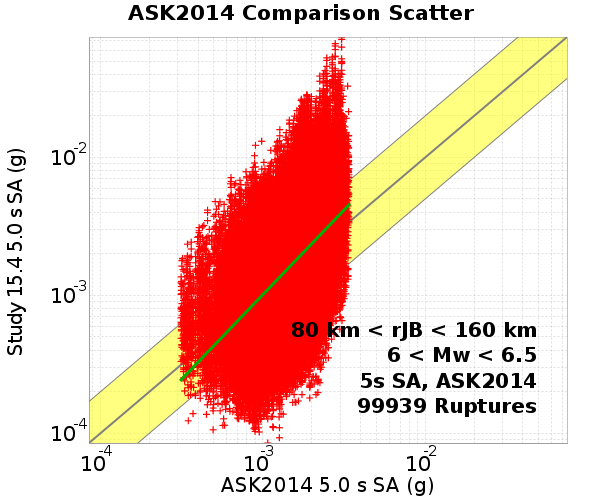 ASK2014 Comparison Scatter
Study 15.4 5.0 s SA (g)
10-2
10-3
10-4
80 km < rJB < 160 km
6 < Mw < 6.5
5s SA, ASK2014
99939 Ruptures
10-4 10-3 10-2
ASK2014 5.0 s SA (g)